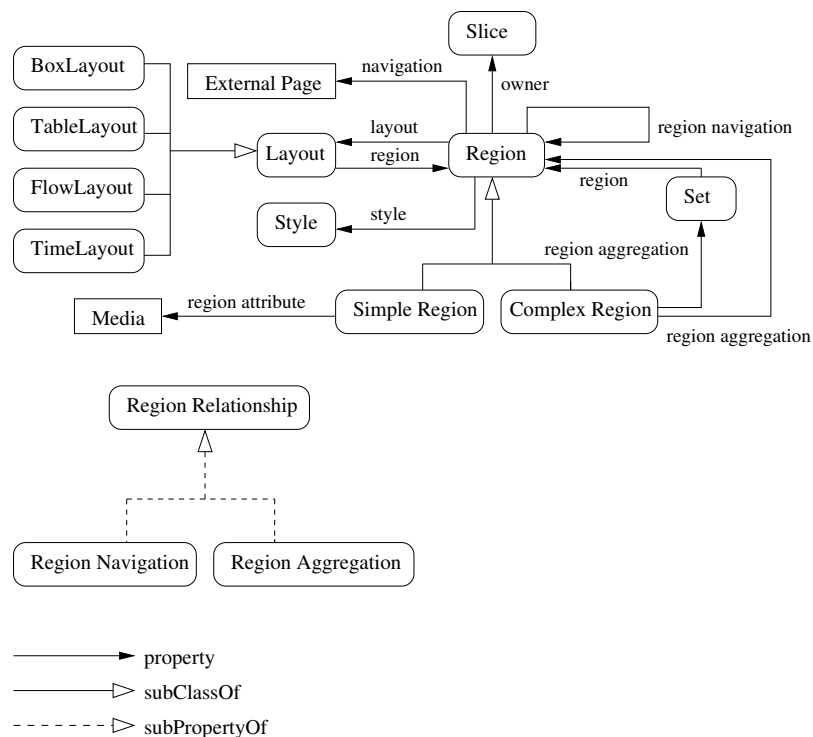 Slice
BoxLayout
External Page
navigation
owner
TableLayout
layout
region navigation
Layout
Region
region
region
FlowLayout
Set
Style
style
TimeLayout
region aggregation
Media
region attribute
Simple Region
Complex Region
region aggregation
Region Relationship
Region Navigation
Region Aggregation
property
subClassOf
subPropertyOf